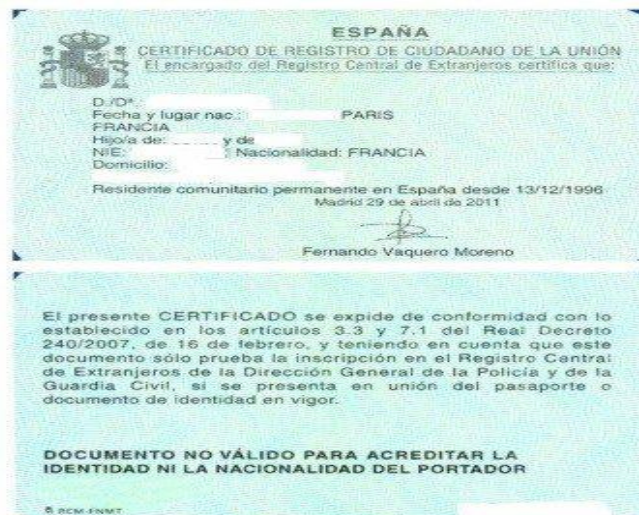 ESPAÑA
CERTIFICADO DE REGISTRO DE CIUDADANO DE LA UNIÓN
El encargado del Registro Central de Extranjeros certifica que:
D./Dª.:
Fecha y lugar nac.: PARIS
FRANCIA
Hijo/a de: y de
NIE: ; Nacionalidad: FRANCIA
Domicilio:
Residente comunitario permanente en España desde 13/12/1996
Madrid 29 de abril de 2011
Fernando Vaquero Moreno
El presente CERTIFICADO se expide de conformidad con lo
establecido en los artículos 3.3 y 7.1 del Real Decreto
240/2007, de 16 de febrero, y teniendo en cuenta que este
documento sólo prueba la inscripción en el Registro Central
de Extranjeros de la Dirección General de la Policía y de la
Guardia Civil, si se presenta en unión del pasaporte o
documento de identidad en vigor.
DOCUMENTO NO VÁLIDO PARA ACREDITAR LA
IDENTIDAD NI LA NACIONALIDAD DEL PORTADOR
RCM-FNMT